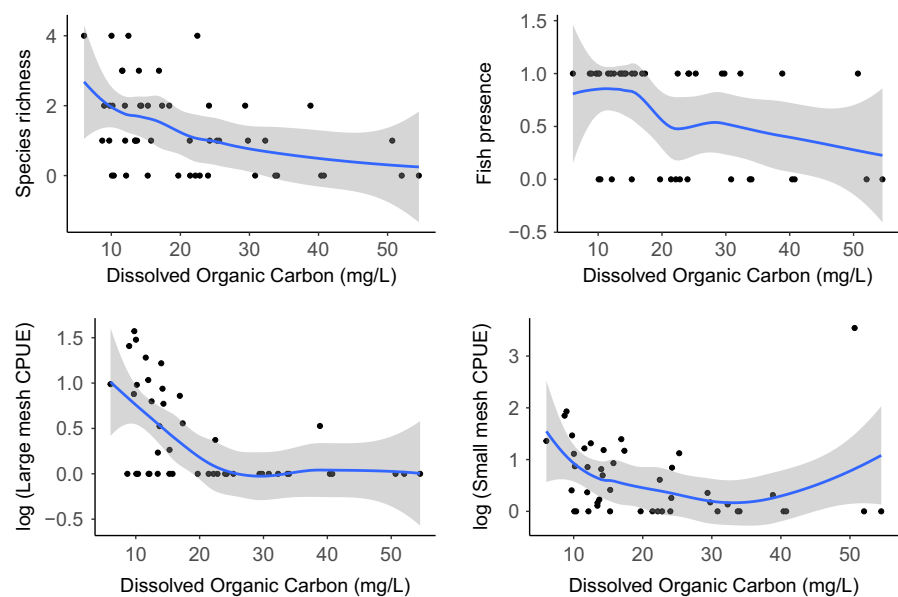 Species richness
4
2
0
10 20 30 40 50
Dissolved Organic Carbon (mg/L)
Fish presence
1.5
1.0
0.5
0.0
−0.5
10 20 30 40 50
Dissolved Organic Carbon (mg/L)
log (Large mesh CPUE)
1.5
1.0
0.5
0.0
−0.5
10 20 30 40 50
Dissolved Organic Carbon (mg/L)
log (Small mesh CPUE)
3
2
1
0
10 20 30 40 50
Dissolved Organic Carbon (mg/L)